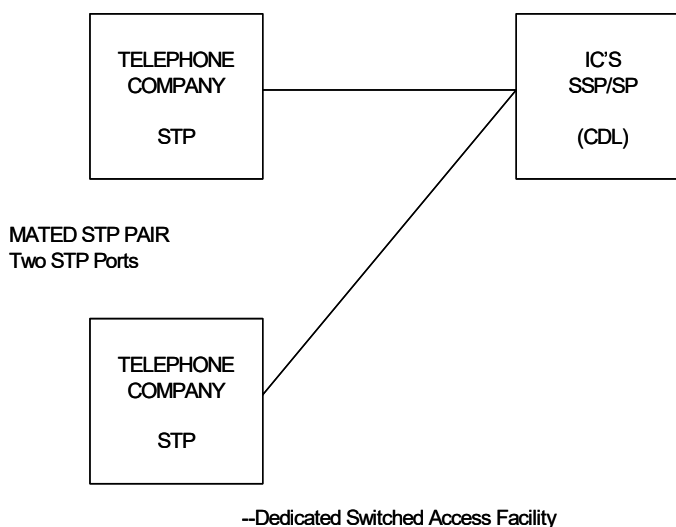 TELEPHONE
COMPANY
STP
IC'S
SSP/SP
(CDL)
MATED STP PAIR
Two STP Ports
TELEPHONE
COMPANY
STP
--Dedicated Switched Access Facility